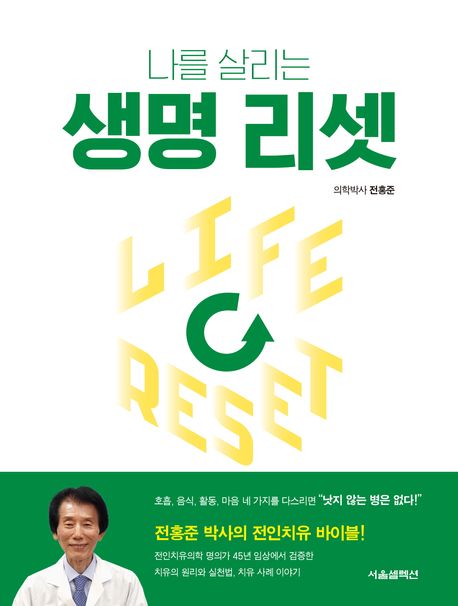 나를 살리는
생명 리셋
의학박사 전홍준
LIFE
RESET
호흡, 음식, 활동, 마음 네 가지를 다스리면 “낫지 않는 병은 없다!”
전홍준 박사의 전인치유 바이블!
전인치유의학 명의가 45년 임상에서 검증한
치유의 원리와 실천법, 치유 사례 이야기
서울셀렉션